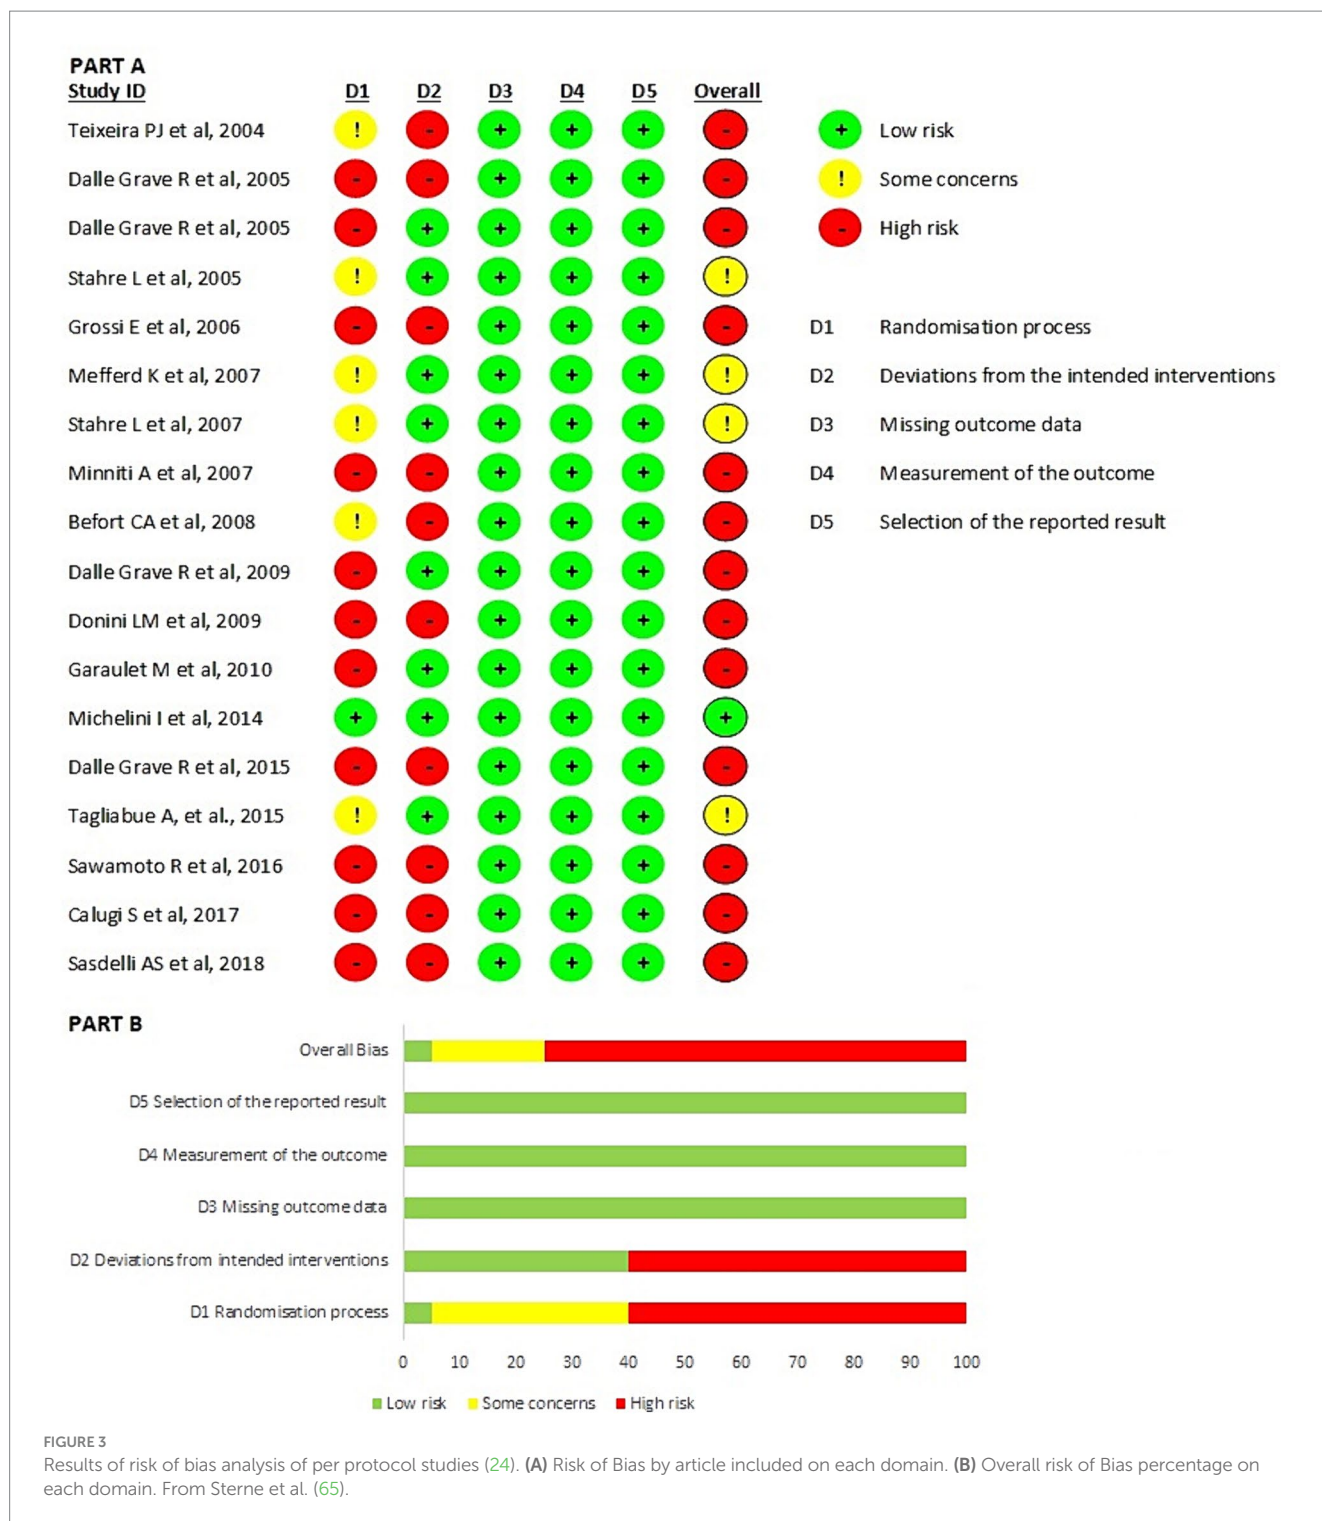 PART A
Study ID D1 D2 D3 D4 D5 Overall
Teixeira PJ et al, 2004 ! - + + + - + Low risk
Dalle Grave R et al, 2005 - - + + + - ! Some concerns
Dalle Grave R et al, 2005 - + + + + - - High risk
Stahre L et al, 2005 ! + + + + !
Grossi E et al, 2006 - - + + + - D1 Randomisation process
Mefferd K et al, 2007 ! + + + + ! D2 Deviations from the intended interventions
Stahre L et al, 2007 ! + + + + ! D3 Missing outcome data
Minniti A et al, 2007 - - + + + - D4 Measurement of the outcome
Befort CA et al, 2008 ! - + + + - D5 Selection of the reported result
Dalle Grave R et al, 2009 - + + + + -
Donini LM et al, 2009 - - + + + -
Garaulet M et al, 2010 - + + + + -
Michelini I et al, 2014 + + + + + +
Dalle Grave R et al, 2015 - - + + + -
Tagliabue A, et al., 2015 ! + + + + !
Sawamoto R et al, 2016 - - + + + -
Calugi S et al, 2017 - - + + + -
Sasdelli AS et al, 2018 - - + + + -
PART B
Overall Bias
D5 Selection of the reported result
D4 Measurement of the outcome
D3 Missing outcome data
D2 Deviations from intended interventions
D1 Randomisation process
0 10 20 30 40 50 60 70 80 90 100
Low risk Some concerns High risk
FIGURE 3
Results of risk of bias analysis of per protocol studies (24). (A) Risk of Bias by article included on each domain. (B) Overall risk of Bias percentage on
each domain. From Sterne et al. (65).